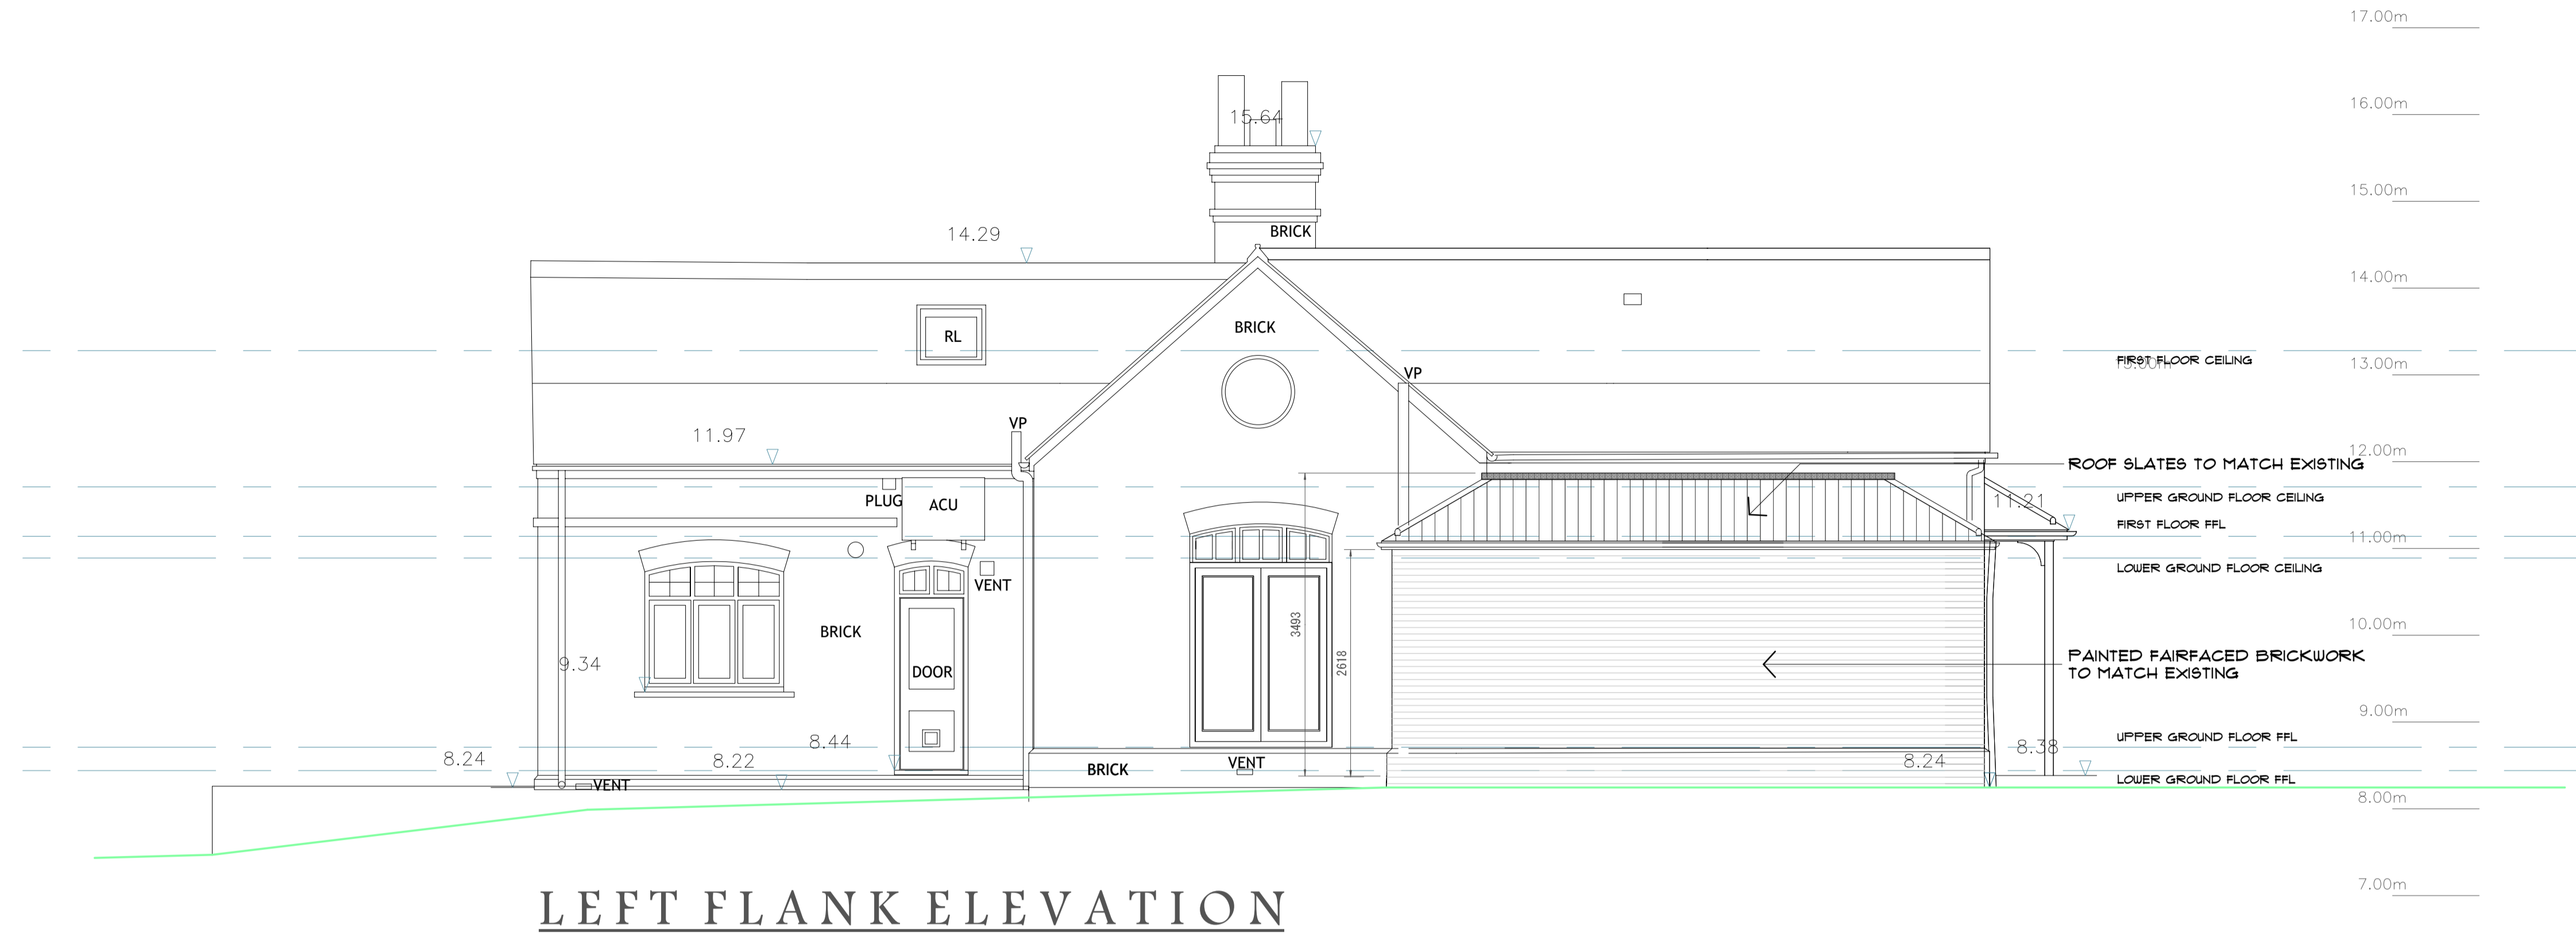 17.00m
16.00m
15.64
15.00m
BRICK
14.29
14.00m
BRICK
RL
FIRST FLOOR CEILING
13.00m
13.00m
VP
VP
11.97
12.00m
ROOF SLATES TO MATCH EXISTING
PLUG
ACU
11.21
UPPER GROUND FLOOR CEILING
FIRST FLOOR FFL
11.00m
LOWER GROUND FLOOR CEILING
VENT
3493
BRICK
10.00m
2618
PAINTED FAIRFACED BRICKWORK
TO MATCH EXISTING
9.34
DOOR
9.00m
UPPER GROUND FLOOR FFL
8.44
8.38
8.24
8.22
8.24
VENT
BRICK
LOWER GROUND FLOOR FFL
VENT
8.00m
7.00m
LEFT FLANK ELEVATION